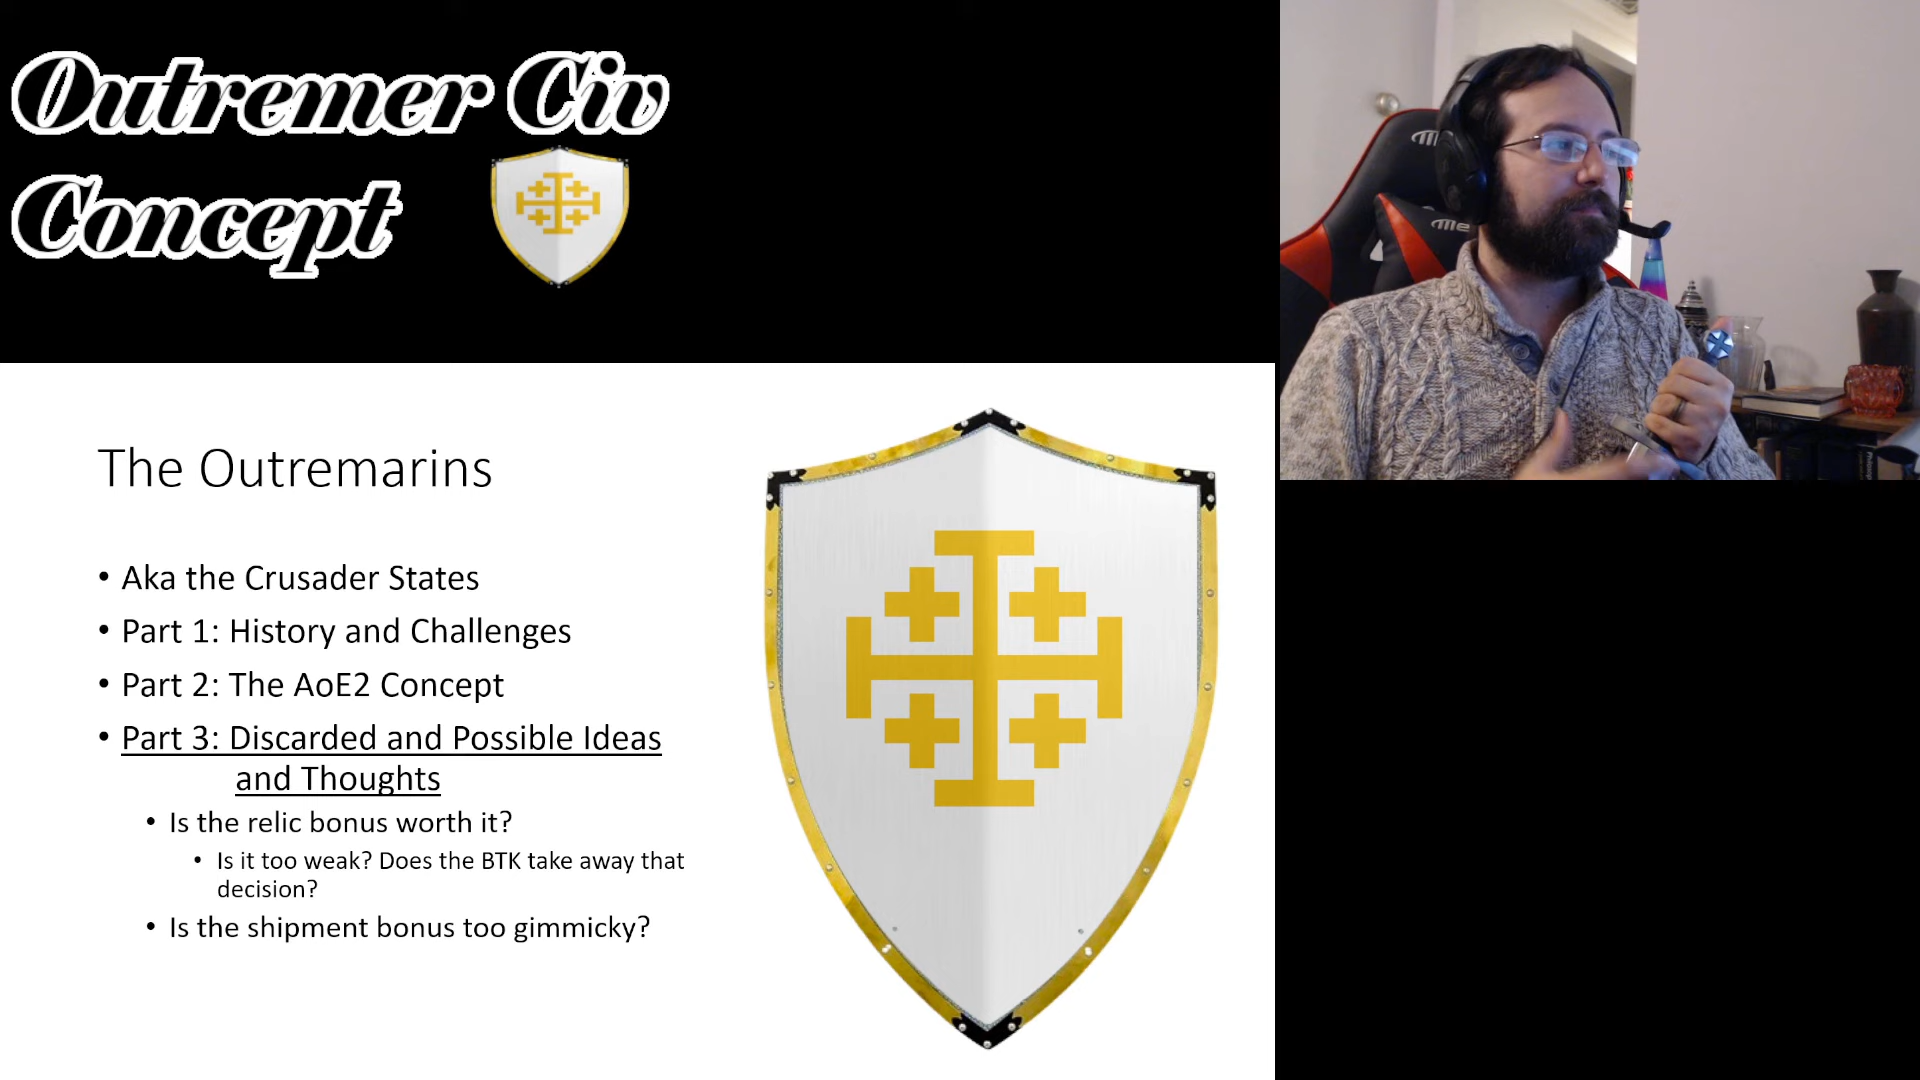 Outremer Civ
Concept
The Outremarins
• Aka the Crusader States
• Part 1: History and Challenges
• Part 2: The AoE2 Concept
• Part 3: Discarded and Possible Ideas
and Thoughts
• Is the relic bonus worth it?
• Is it too weak? Does the BTK take away that
decision?
• Is the shipment bonus too gimmicky?